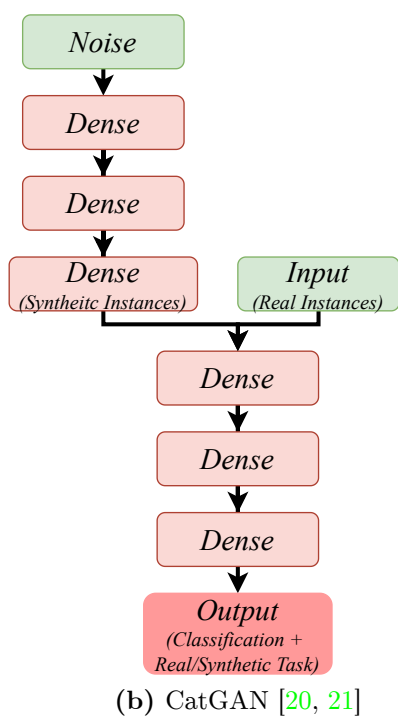 Noise
Dense
Dense
Dense
(Syntheitc Instances)
Input
(Real Instances)
Dense
Dense
Dense
Output
(Classification +
Real/Synthetic Task)
(b) CatGAN [20, 21]